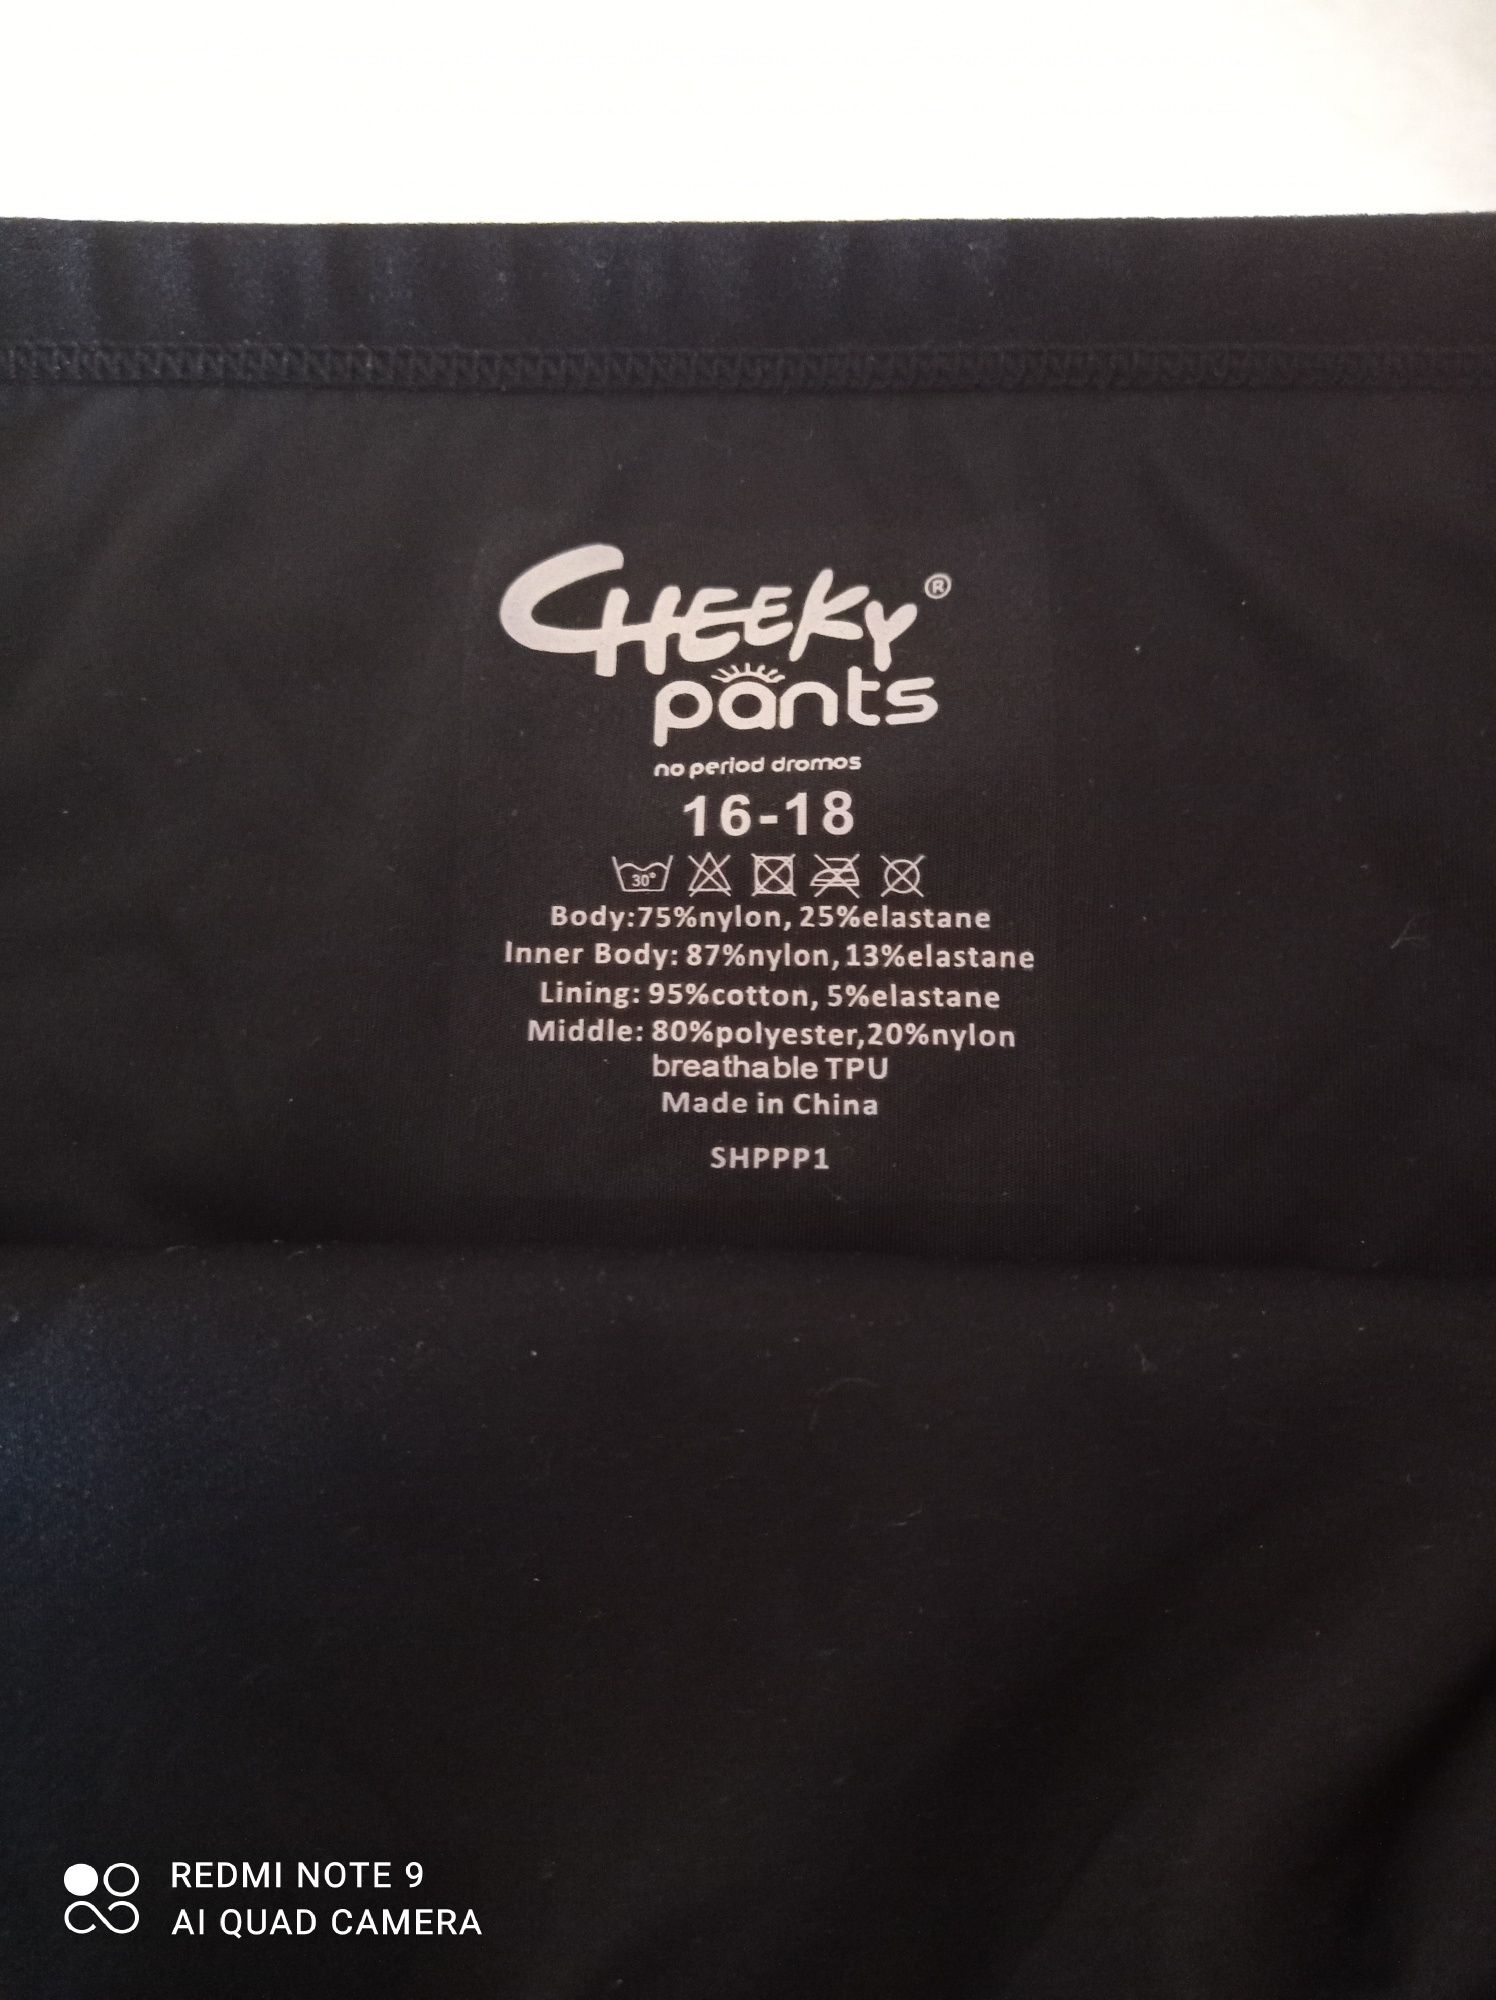 CHEEKY®
pants
no period dramas
16-18
30°
Body:75%nylon, 25%elastane
Inner Body: 87%nylon, 13%elastane
Lining: 95%cotton, 5%elastane
Middle: 80%polyester,20%nylon
breathable TPU
Made in China
SHPPP1
REDMI NOTE 9
AI QUAD CAMERA